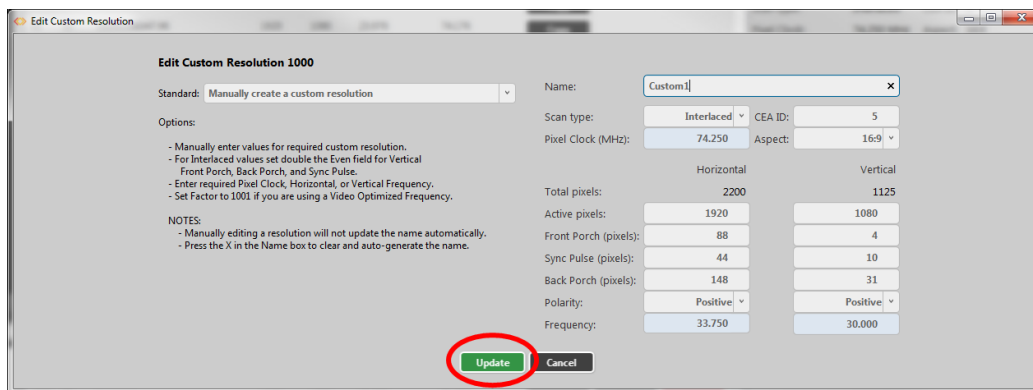 Edit Custom Resolution
Edit Custom Resolution 1000
Standard: Manually create a custom resolution
Options:
- Manually enter values for required custom resolution.
- For Interlaced values set double the Even field for Vertical
Front Porch, Back Porch, and Sync Pulse.
- Enter required Pixel Clock, Horizontal, or Vertical Frequency.
- Set Factor to 1001 if you are using a Video Optimized Frequency.
NOTES:
- Manually editing a resolution will not update the name automatically.
- Press the X in the Name box to clear and auto-generate the name.
Name: Custom1
Scan type: Interlaced CEA ID: 5
Pixel Clock (MHz): 74.250 Aspect: 16:9
Horizontal Vertical
Total pixels: 2200 1125
Active pixels: 1920 1080
Front Porch (pixels): 88 4
Sync Pulse (pixels): 44 10
Back Porch (pixels): 148 31
Polarity: Positive Positive
Frequency: 33.750 30.000
Update Cancel